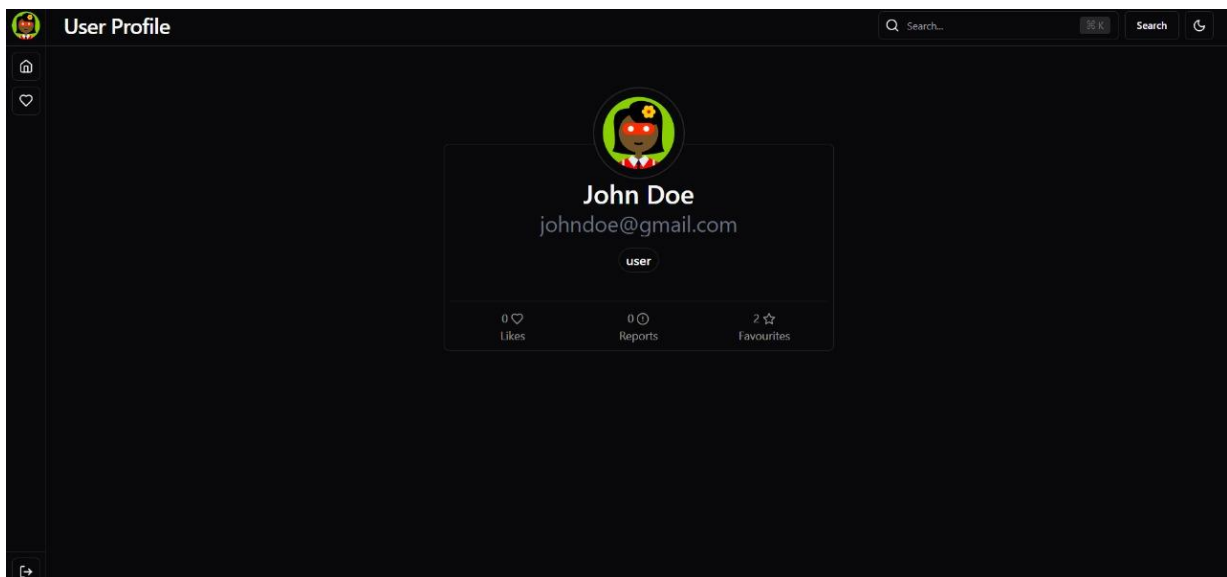 User Profile
Search...
⌘ K
Search
John Doe
johndoe@gmail.com
user
0
Likes
0
Reports
2
Favourites